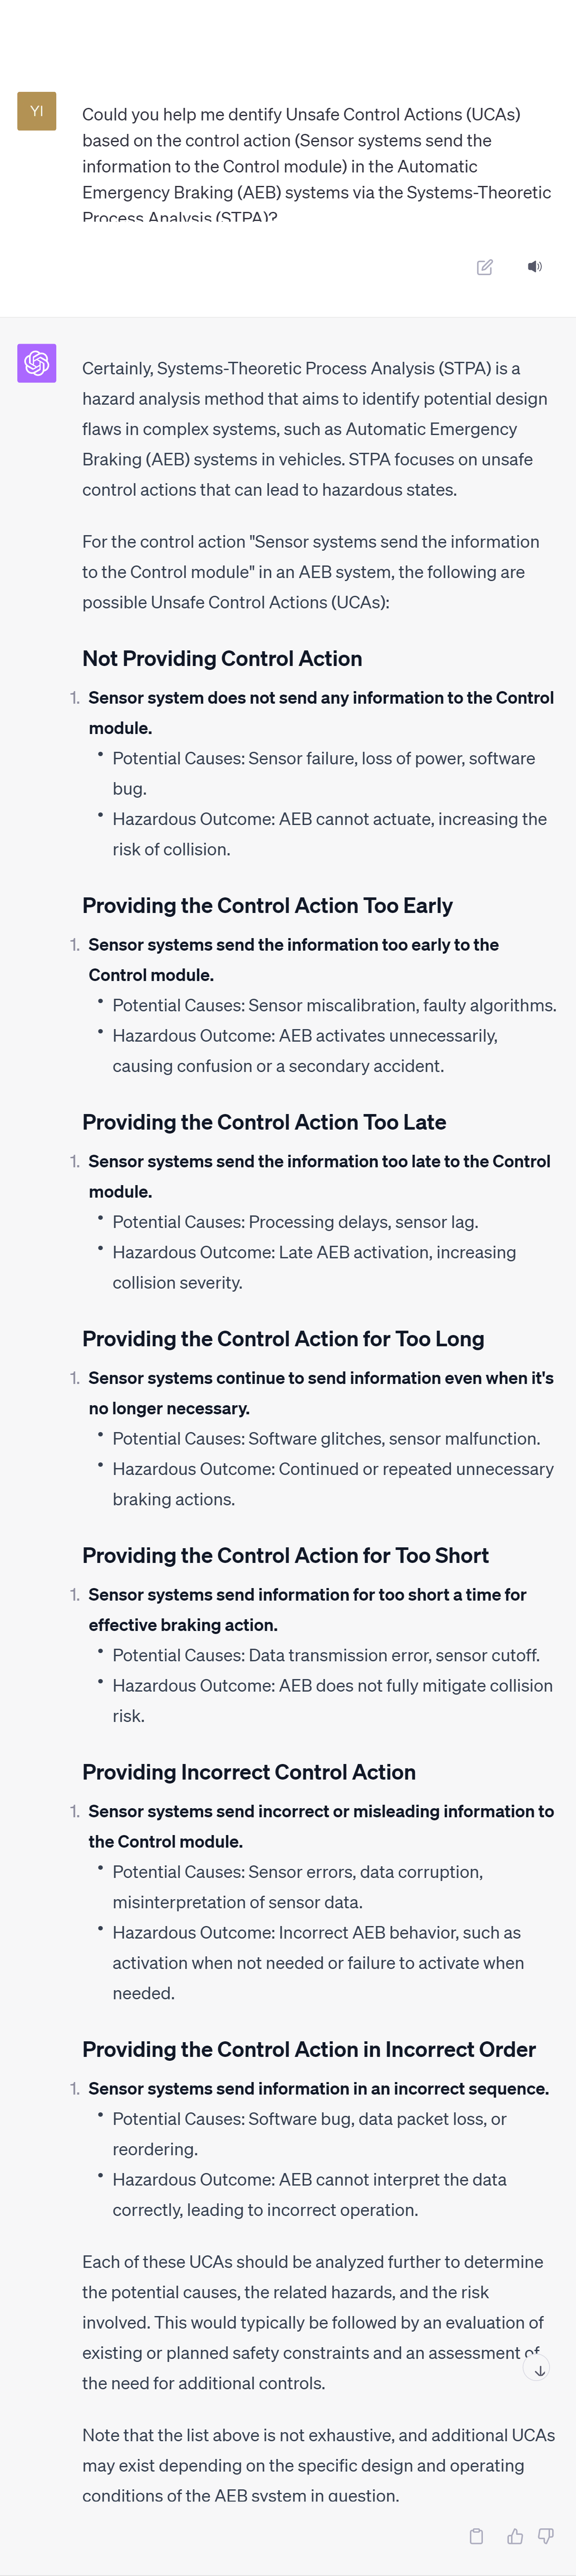 YI
Could you help me dentify Unsafe Control Actions (UCAs)
based on the control action (Sensor systems send the
information to the Control module) in the Automatic
Emergency Braking (AEB) systems via the Systems-Theoretic
Process Analysis (STPA)?
Certainly, Systems-Theoretic Process Analysis (STPA) is a
hazard analysis method that aims to identify potential design
flaws in complex systems, such as Automatic Emergency
Braking (AEB) systems in vehicles. STPA focuses on unsafe
control actions that can lead to hazardous states.
For the control action "Sensor systems send the information
to the Control module" in an AEB system, the following are
possible Unsafe Control Actions (UCAs):
Not Providing Control Action
1. Sensor system does not send any information to the Control
module.
• Potential Causes: Sensor failure, loss of power, software
bug.
• Hazardous Outcome: AEB cannot actuate, increasing the
risk of collision.
Providing the Control Action Too Early
1. Sensor systems send the information too early to the
Control module.
• Potential Causes: Sensor miscalibration, faulty algorithms.
• Hazardous Outcome: AEB activates unnecessarily,
causing confusion or a secondary accident.
Providing the Control Action Too Late
1. Sensor systems send the information too late to the Control
module.
• Potential Causes: Processing delays, sensor lag.
• Hazardous Outcome: Late AEB activation, increasing
collision severity.
Providing the Control Action for Too Long
1. Sensor systems continue to send information even when it's
no longer necessary.
• Potential Causes: Software glitches, sensor malfunction.
• Hazardous Outcome: Continued or repeated unnecessary
braking actions.
Providing the Control Action for Too Short
1. Sensor systems send information for too short a time for
effective braking action.
• Potential Causes: Data transmission error, sensor cutoff.
• Hazardous Outcome: AEB does not fully mitigate collision
risk.
Providing Incorrect Control Action
1. Sensor systems send incorrect or misleading information to
the Control module.
• Potential Causes: Sensor errors, data corruption,
misinterpretation of sensor data.
• Hazardous Outcome: Incorrect AEB behavior, such as
activation when not needed or failure to activate when
needed.
Providing the Control Action in Incorrect Order
1. Sensor systems send information in an incorrect sequence.
• Potential Causes: Software bug, data packet loss, or
reordering.
• Hazardous Outcome: AEB cannot interpret the data
correctly, leading to incorrect operation.
Each of these UCAs should be analyzed further to determine
the potential causes, the related hazards, and the risk
involved. This would typically be followed by an evaluation of
existing or planned safety constraints and an assessment of
the need for additional controls.
Note that the list above is not exhaustive, and additional UCAs
may exist depending on the specific design and operating
conditions of the AEB system in question.